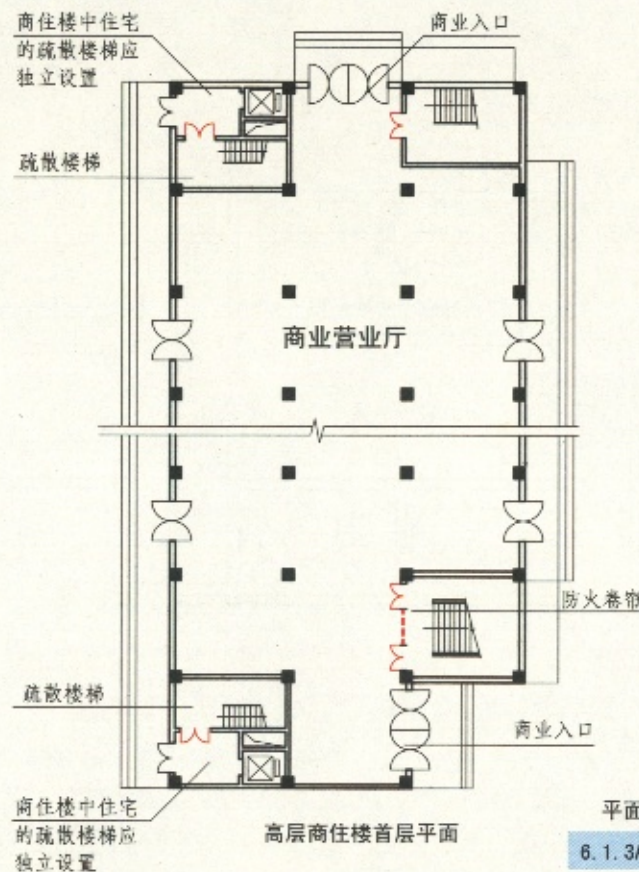 商住楼中住宅
的疏散楼梯应
独立设置
商业入口
疏散楼梯
商业营业厅
防火卷帘
疏散楼梯
商业入口
商住楼中住宅
的疏散楼梯应
独立设置
高层商住楼首层平面
平面
6.1.3